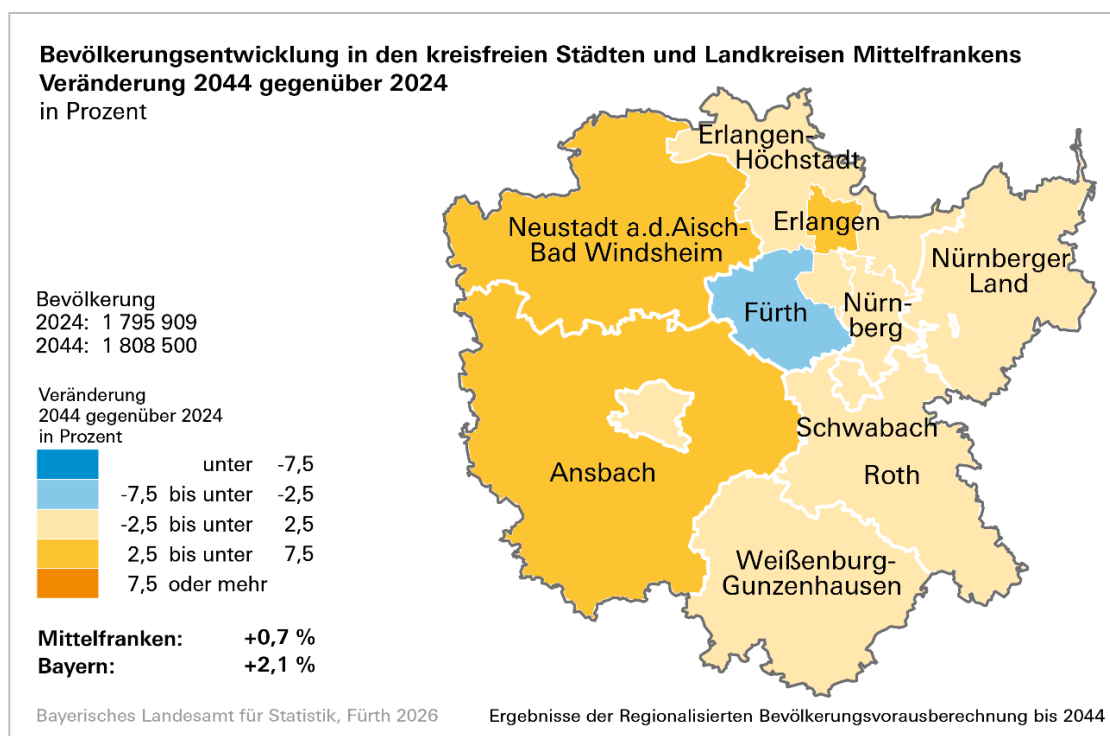 Bevölkerungsentwicklung in den kreisfreien Städten und Landkreisen Mittelfrankens
Veränderung 2044 gegenüber 2024
in Prozent
Erlangen-
Höchstadt
Erlangen
Neustadt a.d.Aisch-
Bad Windsheim
Nürnberger
Land
Fürth
Nürn-
berg
Ansbach
Schwabach
Roth
Weißenburg-
Gunzenhausen
Bevölkerung
2024: 1 795 909
2044: 1 808 500
Veränderung
2044 gegenüber 2024
in Prozent
unter -7,5
-7,5 bis unter -2,5
-2,5 bis unter 2,5
2,5 bis unter 7,5
7,5 oder mehr
Mittelfranken: +0,7 %
Bayern: +2,1 %
Bayerisches Landesamt für Statistik, Fürth 2026
Ergebnisse der Regionalisierten Bevölkerungsvorausberechnung bis 2044